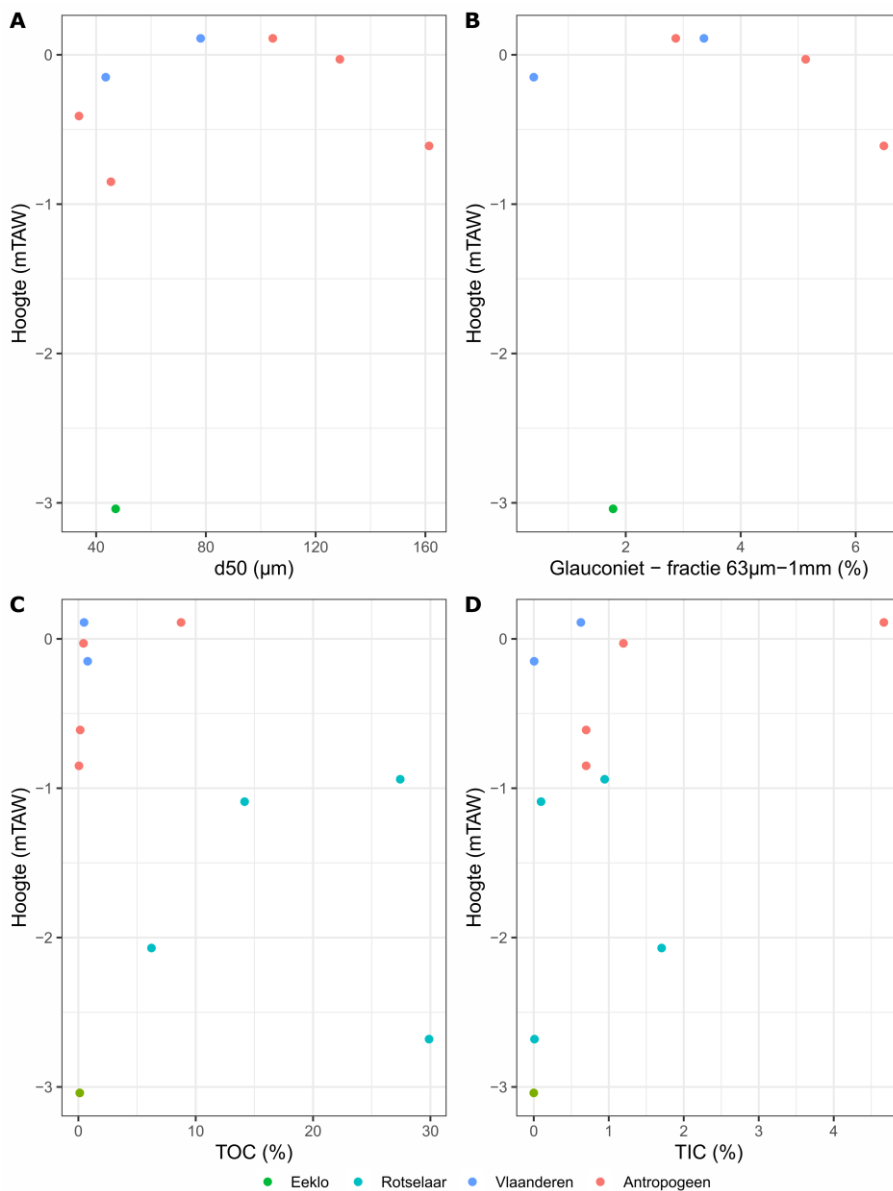 A
B
0
−1
−2
−3
Hoogte (mTAW)
40
80
120
160
d50 (µm)
0
−1
−2
−3
Hoogte (mTAW)
2
4
6
Glauconiet − fractie 63µm−1mm (%)
C
D
0
−1
−2
−3
Hoogte (mTAW)
0
10
20
30
TOC (%)
0
−1
−2
−3
Hoogte (mTAW)
0
1
2
3
4
TIC (%)
Eeklo Rotselaar Vlaanderen Antropogeen